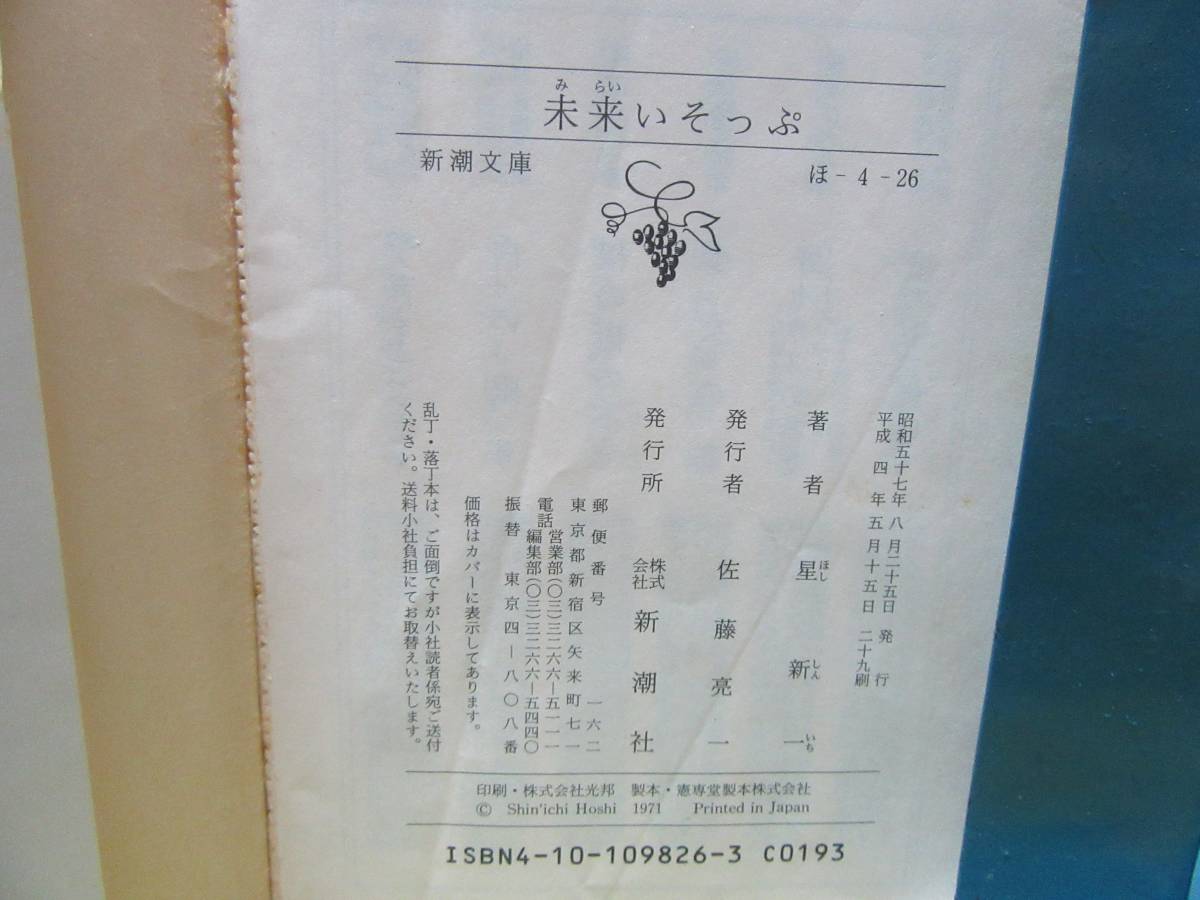 未来いそっぷ
新潮文庫
ほ-4-26
昭和五十七年八月二十五日発行
平成四年五月十五日二十九刷
著者 星新一
発行者 佐藤亮一
発行所 株式会社新潮社
郵便番号 一六二
東京都新宿区矢来町七一
電話 営業部(〇三)三二六六―五一一一
編集部(〇三)三二六六―五四四〇
振替 東京四―八〇八番
価格はカバーに表示してあります。
乱丁・落丁本は、ご面倒ですが小社読者係宛ご送付
ください。送料小社負担にてお取替えいたします。
印刷・株式会社光邦 製本・憲専堂製本株式会社
© Shin'ichi Hoshi 1971 Printed in Japan
ISBN4-10-109826-3 C0193